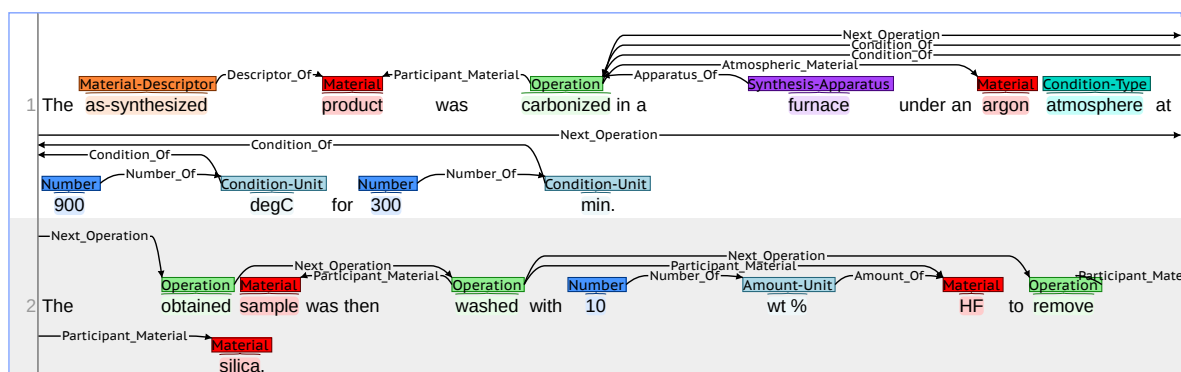 Next_Operation
Condition_Of
Condition_Of
Descriptor_Of Participant_Material Apparatus_Of Atmospheric_Material
Material-Descriptor Material Operation Synthesis-Apparatus Material Condition-Type
1 The as-synthesized product was carbonized in a furnace under an argon atmosphere at
Next_Operation
Condition_Of
Condition_Of
Number Number_Of Condition-Unit Number Number_Of Condition-Unit
900 degC for 300 min.
Next_Operation
Next_Operation
Next_Operation Participant_Material
Participant_Material Number_Of Amount_Of Participant_Mate
Operation Material Operation Number Amount-Unit Material Operation
2 The obtained sample was then washed with 10 wt % HF to remove
Participant_Material
Material
silica.